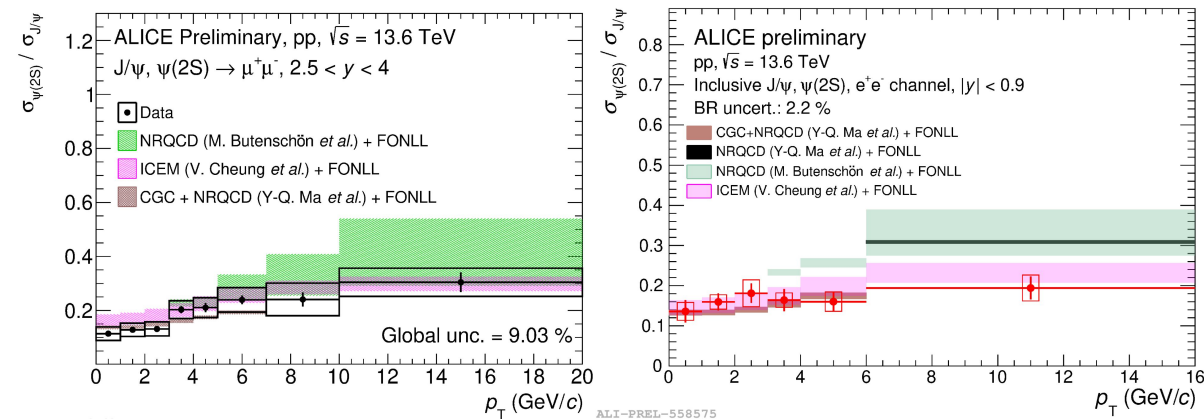 ALICE Preliminary, pp, √s = 13.6 TeV
J/ψ, ψ(2S) → μ⁺μ⁻, 2.5 < y < 4
Data
NRQCD (M. Butenschön et al.) + FONLL
ICEM (V. Cheung et al.) + FONLL
CGC + NRQCD (Y-Q. Ma et al.) + FONLL
Global unc. = 9.03 %
σψ(2S) / σJ/ψ
1.2
1
0.8
0.6
0.4
0.2
0 2 4 6 8 10 12 14 16 18 20
pT (GeV/c)
ALICE preliminary
pp, √s = 13.6 TeV
Inclusive J/ψ, ψ(2S), e⁺e⁻ channel, |y| < 0.9
BR uncert.: 2.2 %
CGC+NRQCD (Y-Q. Ma et al.) + FONLL
NRQCD (Y-Q. Ma et al.) + FONLL
NRQCD (M. Butenschön et al.) + FONLL
ICEM (V. Cheung et al.) + FONLL
σψ(2S) / σJ/ψ
0.8
0.7
0.6
0.5
0.4
0.3
0.2
0.1
0
0 2 4 6 8 10 12 14 16
pT (GeV/c)
ALI-PREL-558575